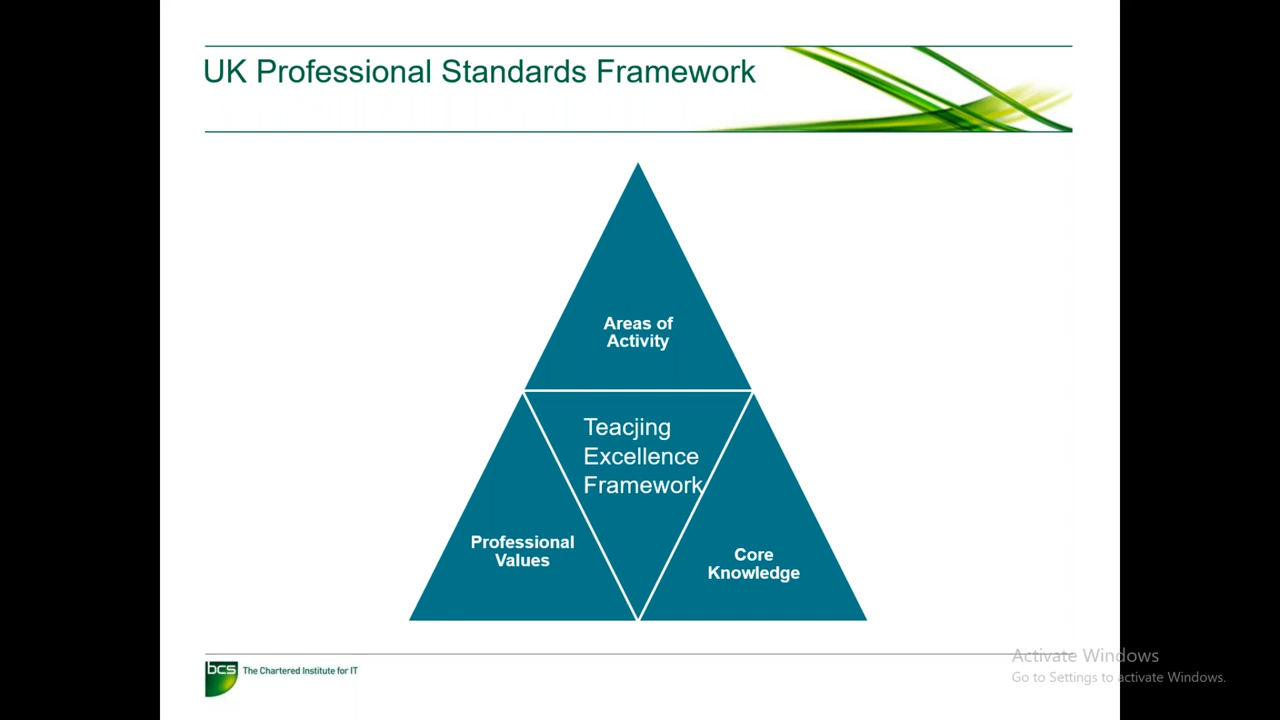 UK Professional Standards Framework
Areas of
Activity
Teacjing
Excellence
Framework
Professional
Values
Core
Knowledge
bcs The Chartered Institute for IT
Activate Windows
Go to Settings to activate Windows.